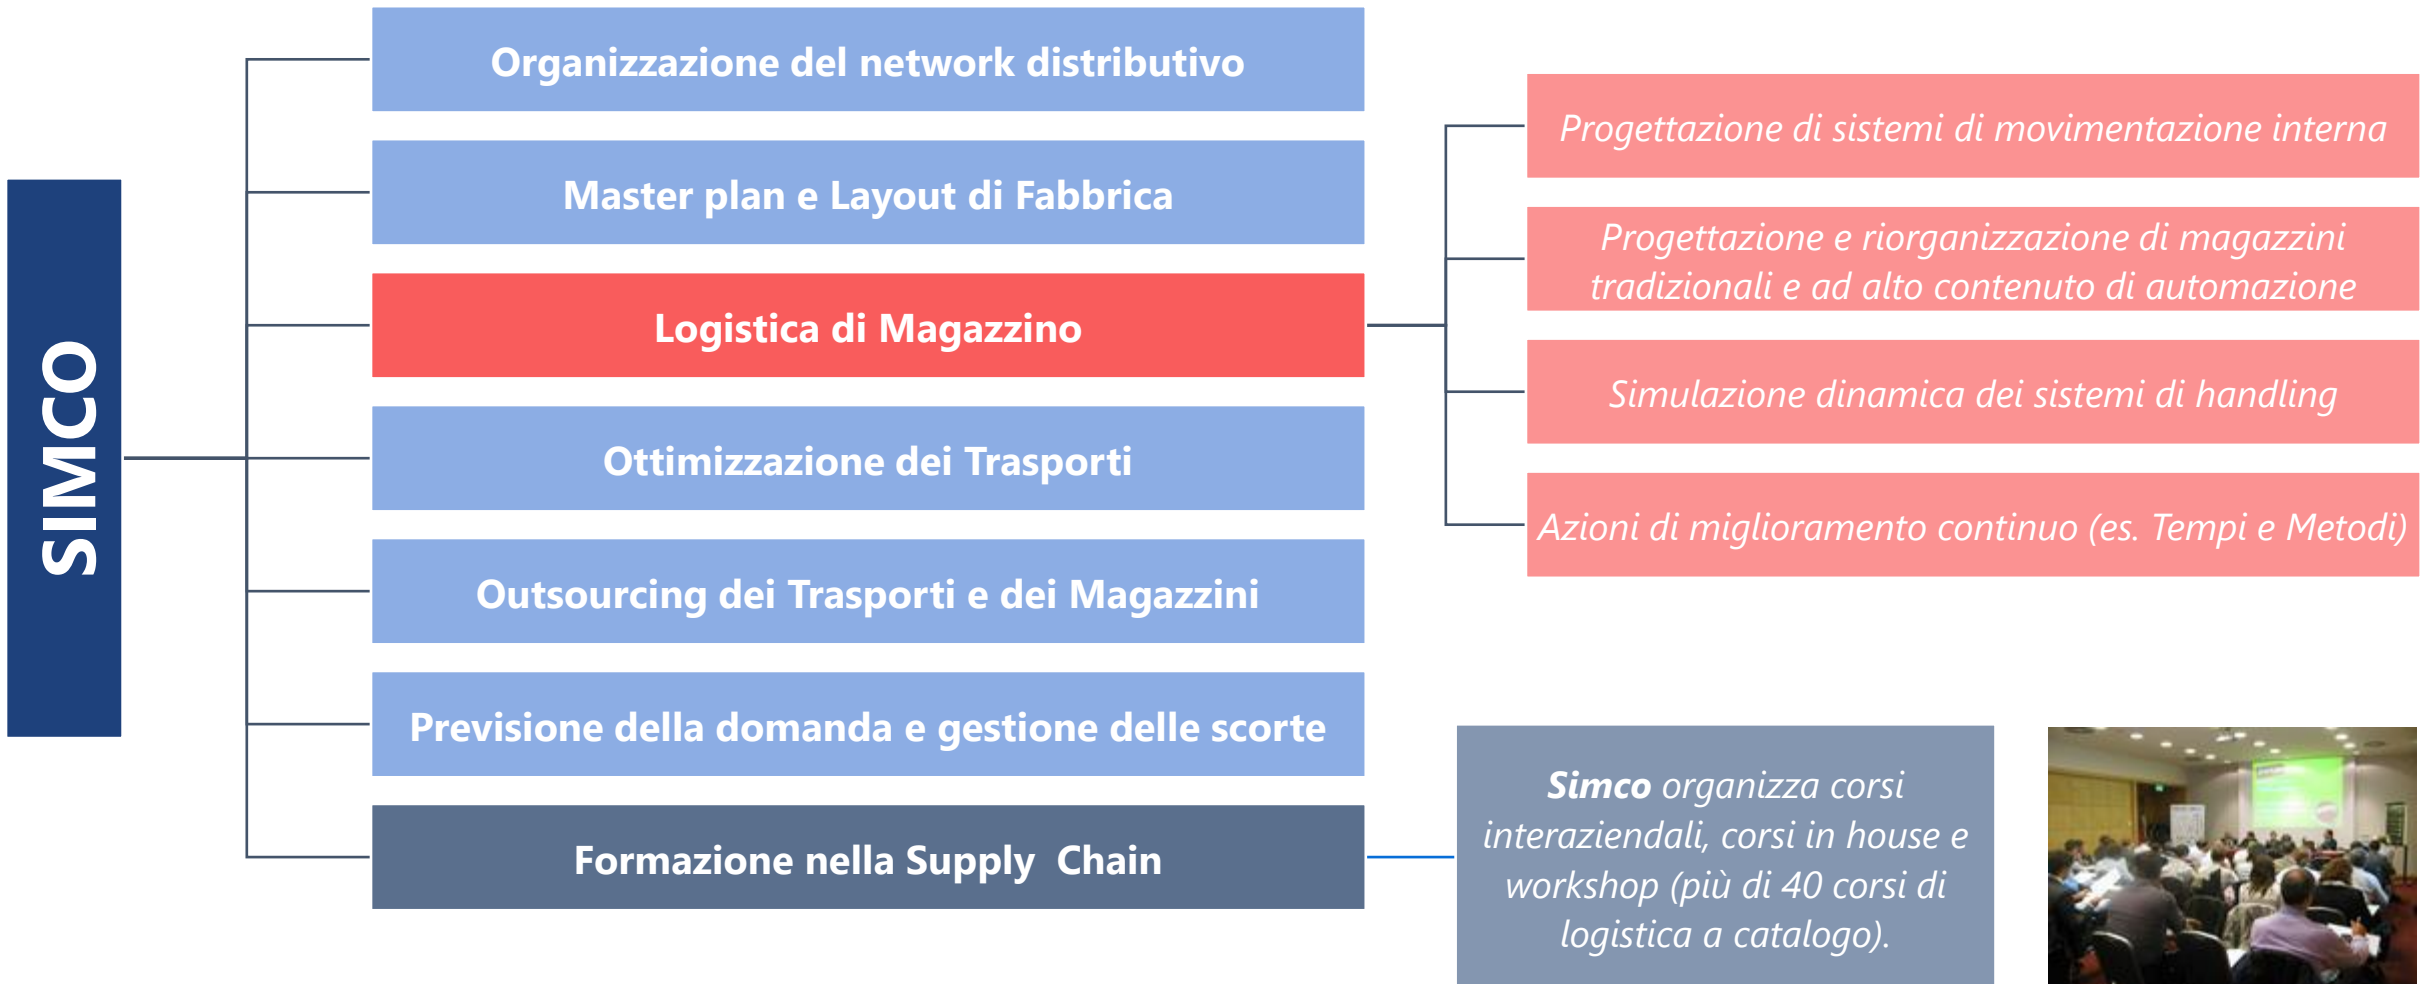 SIMCO
Organizzazione del network distributivo
Master plan e Layout di Fabbrica
Logistica di Magazzino
Ottimizzazione dei Trasporti
Outsourcing dei Trasporti e dei Magazzini
Previsione della domanda e gestione delle scorte
Formazione nella Supply  Chain
Progettazione di sistemi di movimentazione interna
Progettazione e riorganizzazione di magazzini
tradizionali e ad alto contenuto di automazione
Simulazione dinamica dei sistemi di handling
Azioni di miglioramento continuo (es. Tempi e Metodi)
Simco organizza corsi
interaziendali, corsi in house e
workshop (più di 40 corsi di
logistica a catalogo).